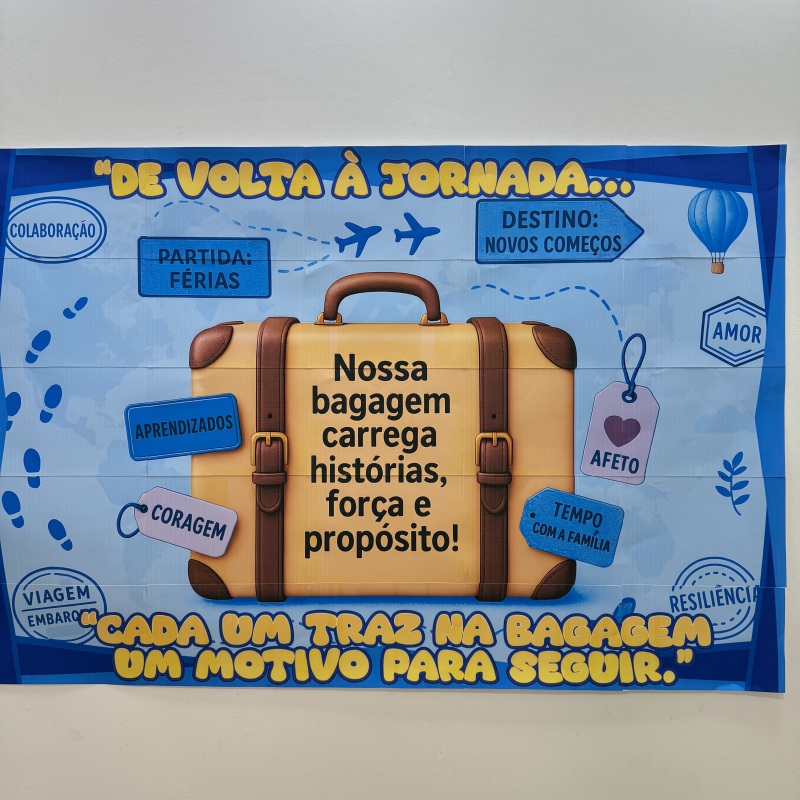 “DE VOLTA À JORNADA...
COLABORAÇÃO
PARTIDA:
FÉRIAS
DESTINO:
NOVOS COMEÇOS
AMOR
Nossa
bagagem
carrega
histórias,
força e
propósito!
APRENDIZADOS
AFETO
CORAGEM
TEMPO
COM A FAMÍLIA
VIAGEM
RESILIÊNCIA
“CADA UM TRAZ NA BAGAGEM
UM MOTIVO PARA SEGUIR.”